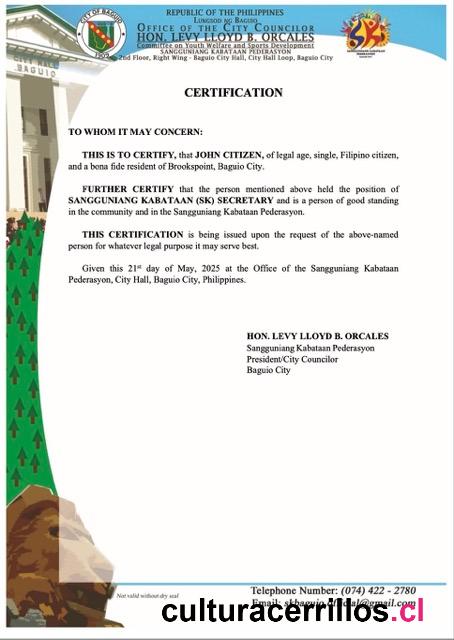 REPUBLIC OF THE PHILIPPINES
LUNGSOD NG BAGUIO
OFFICE OF THE CITY COUNCILOR
HON. LEVY LLOYD B. ORCALES
Committee on Youth Welfare and Sports Development
SANGGUNIANG KABATAAN PEDERASYON
2nd Floor, Right Wing - Baguio City Hall, City Hall Loop, Baguio City
CITY OF BAGUIO
1909
CITY HALL
BAGUIO
CERTIFICATION
TO WHOM IT MAY CONCERN:
THIS IS TO CERTIFY, that JOHN CITIZEN, of legal age, single, Filipino citizen,
and a bona fide resident of Brookspoint, Baguio City.
FURTHER CERTIFY that the person mentioned above held the position of
SANGGUNIANG KABATAAN (SK) SECRETARY and is a person of good standing
in the community and in the Sangguniang Kabataan Pederasyon.
THIS CERTIFICATION is being issued upon the request of the above-named
person for whatever legal purpose it may serve best.
Given this 21st day of May, 2025 at the Office of the Sangguniang Kabataan
Pederasyon, City Hall, Baguio City, Philippines.
HON. LEVY LLOYD B. ORCALES
Sangguniang Kabataan Pederasyon
President/City Councilor
Baguio City
Not valid without dry seal
Telephone Number: (074) 422 - 2780
Email: skbaguio.official@gmail.com
culturacerrillos.cl